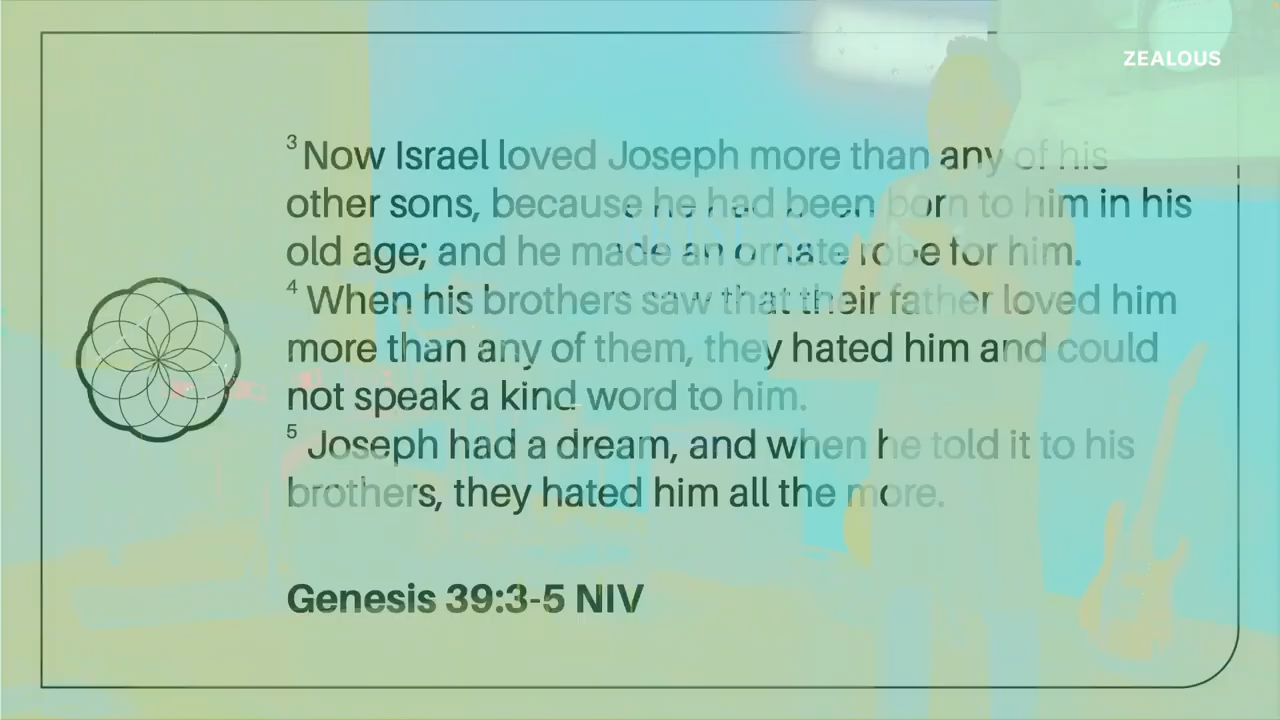 ZEALOUS
3 Now Israel loved Joseph more than any of his
other sons, because he had been born to him in his
old age; and he made an ornate robe for him.
4 When his brothers saw that their father loved him
more than any of them, they hated him and could
not speak a kind word to him.
5 Joseph had a dream, and when he told it to his
brothers, they hated him all the more.
Genesis 39:3-5 NIV